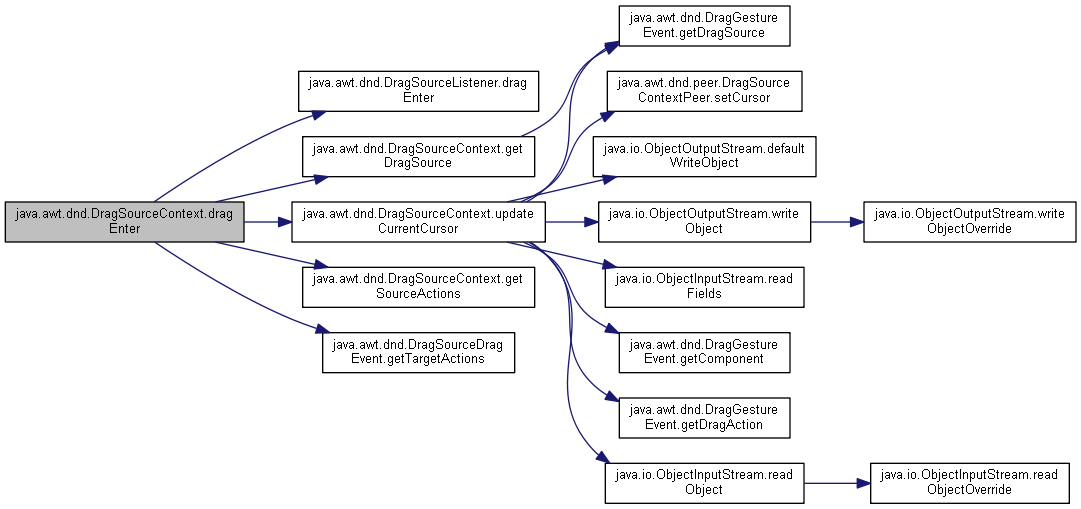 java.awt.dnd.DragSourceContext.drag
Enter
java.awt.dnd.DragSourceListener.drag
Enter
java.awt.dnd.DragSourceContext.get
DragSource
java.awt.dnd.DragSourceContext.update
CurrentCursor
java.awt.dnd.DragSourceContext.get
SourceActions
java.awt.dnd.DragSourceDrag
Event.getTargetActions
java.awt.dnd.DragGesture
Event.getDragSource
java.awt.dnd.peer.DragSource
ContextPeer.setCursor
java.io.ObjectOutputStream.default
WriteObject
java.io.ObjectOutputStream.write
Object
java.io.ObjectInputStream.read
Fields
java.awt.dnd.DragGesture
Event.getComponent
java.awt.dnd.DragGesture
Event.getDragAction
java.io.ObjectInputStream.read
Object
java.io.ObjectOutputStream.write
ObjectOverride
java.io.ObjectInputStream.read
ObjectOverride